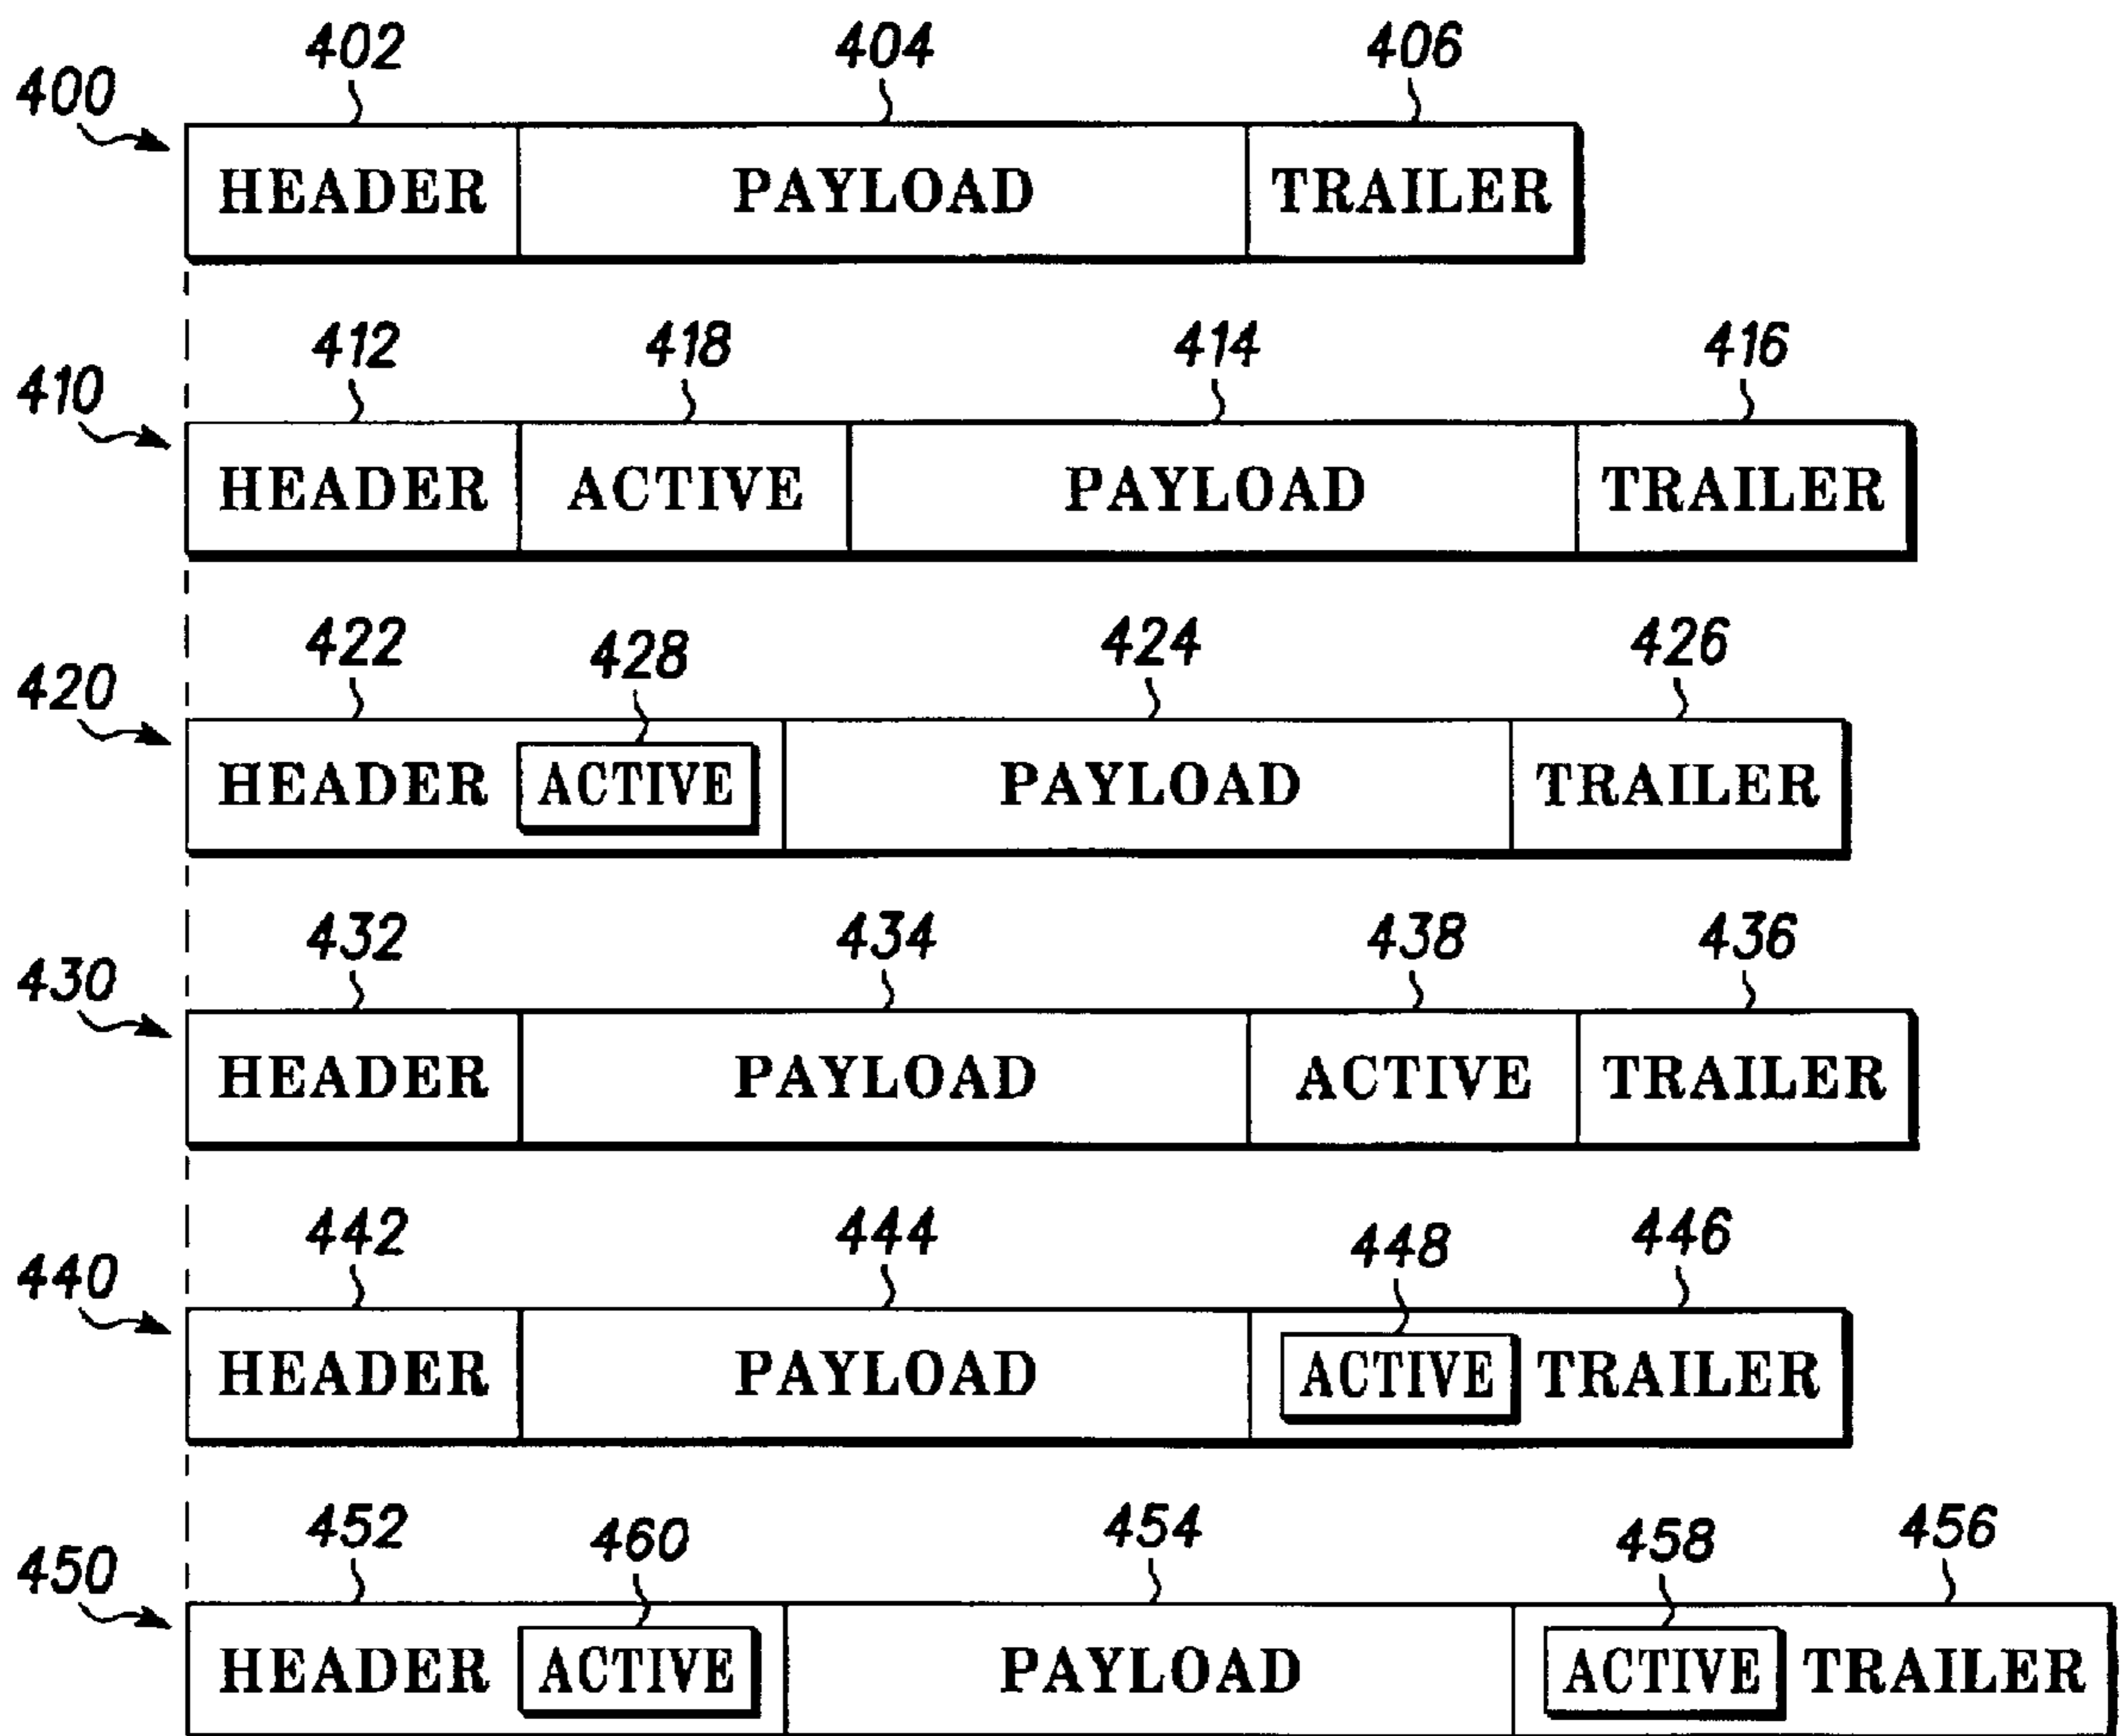 402 404 406
400
HEADER PAYLOAD TRAILER
412 418 414 416
410
HEADER ACTIVE PAYLOAD TRAILER
422 428 424 426
420
HEADER ACTIVE PAYLOAD TRAILER
432 434 438 436
430
HEADER PAYLOAD ACTIVE TRAILER
442 444 448 446
440
HEADER PAYLOAD ACTIVE TRAILER
452 460 454 458 456
450
HEADER ACTIVE PAYLOAD ACTIVE TRAILER